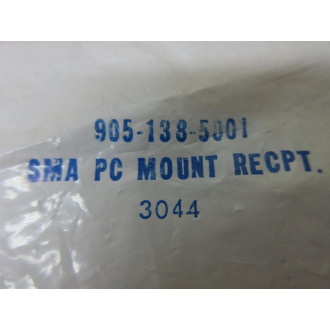 905-138-5001
SMA PC MOUNT RECPT.
3044